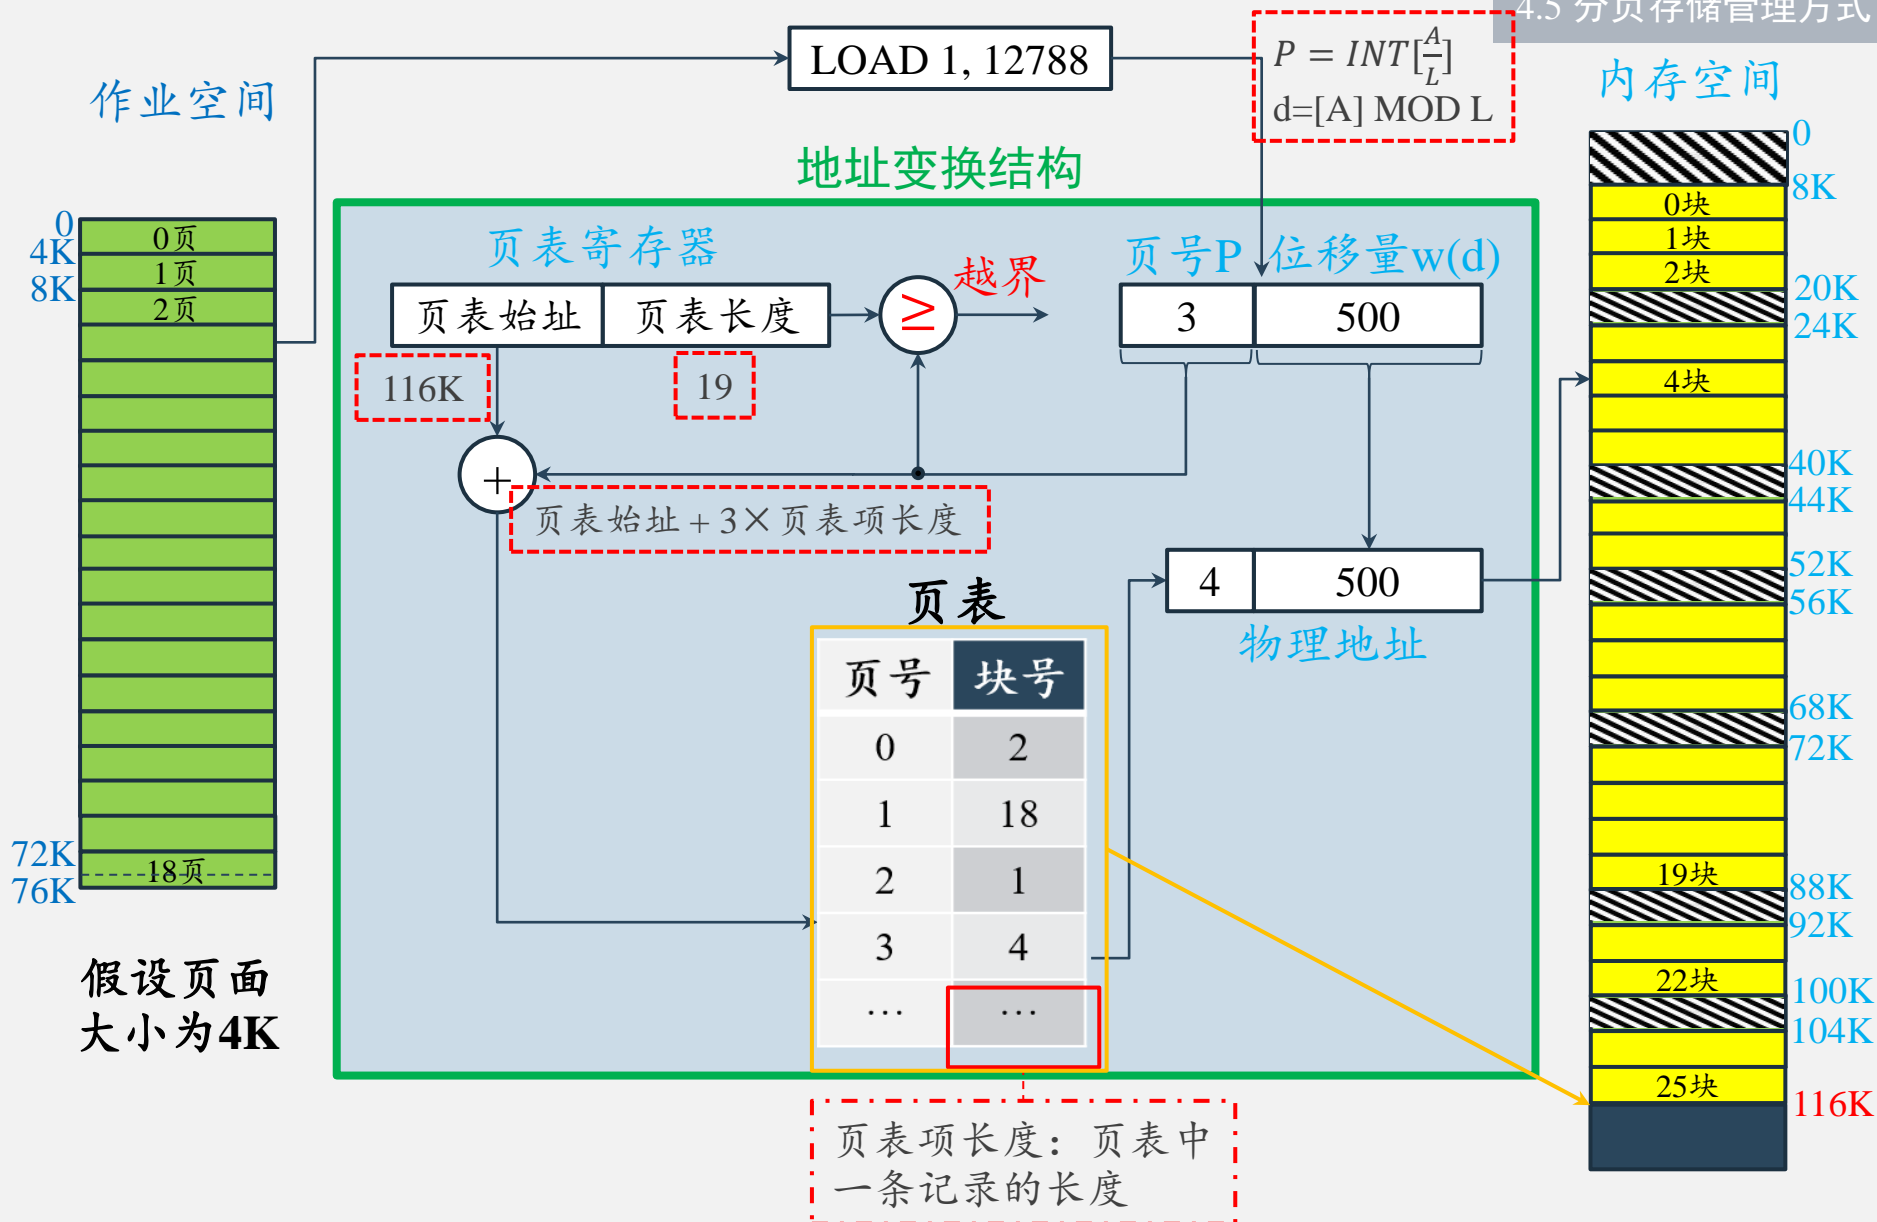 4.5 分页存储管理方式
LOAD 1, 12788
P = INT[A/L]
d=[A] MOD L
作业空间
内存空间
地址变换结构
0
4K
8K
0页
1页
2页
72K
76K
18页
假设页面
大小为4K
页表寄存器
页表始址
页表长度
≥
越界
116K
19
+
页表始址 + 3×页表项长度
页号P
位移量w(d)
3
500
4
500
物理地址
页表
页号 块号
0 2
1 18
2 1
3 4
… …
页表项长度：页表中
一条记录的长度
0
8K
0块
1块
2块
20K
24K
4块
40K
44K
52K
56K
68K
72K
19块
88K
92K
22块
100K
104K
25块
116K